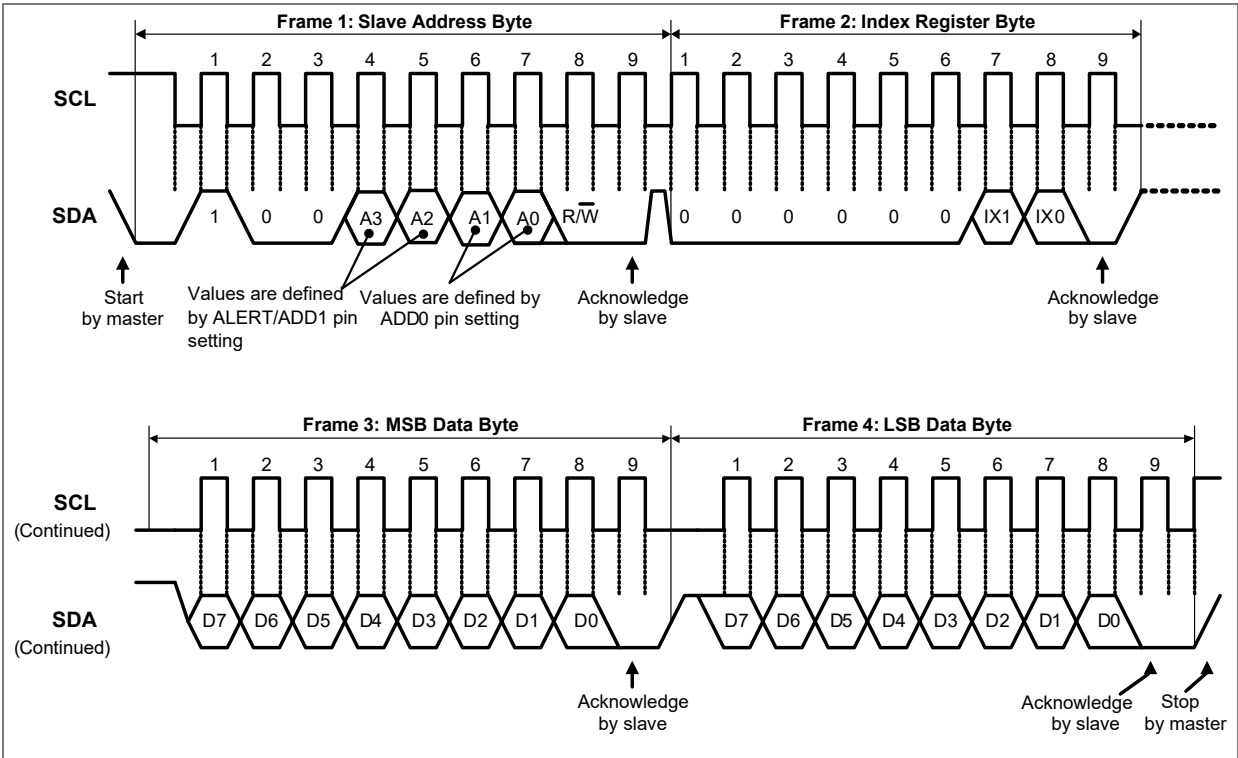 Frame 1: Slave Address Byte Frame 2: Index Register Byte
1 2 3 4 5 6 7 8 9 1 2 3 4 5 6 7 8 9
SCL
SDA 1 0 0 A3 A2 A1 A0 R/W̅ 0 0 0 0 0 0 IX1 IX0
Start
by master
Values are defined
by ALERT/ADD1 pin
setting
Values are defined by
ADD0 pin setting
Acknowledge
by slave
Acknowledge
by slave
Frame 3: MSB Data Byte Frame 4: LSB Data Byte
1 2 3 4 5 6 7 8 9 1 2 3 4 5 6 7 8 9
SCL
(Continued)
SDA D7 D6 D5 D4 D3 D2 D1 D0 D7 D6 D5 D4 D3 D2 D1 D0
(Continued)
Acknowledge
by slave
Acknowledge
by slave
Stop
by master